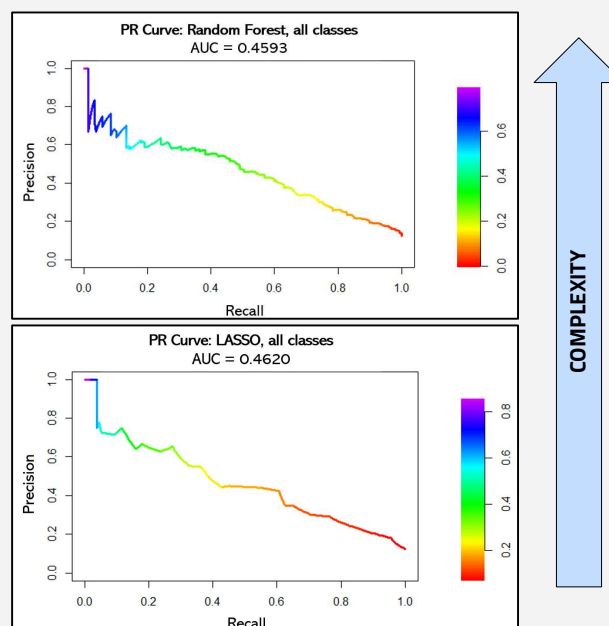 PR Curve: Random Forest, all classes
AUC = 0.4593
Precision
0.0 0.2 0.4 0.6 0.8 1.0
0.0 0.2 0.4 0.6 0.8 1.0
Recall
0.0 0.2 0.4 0.6
PR Curve: LASSO, all classes
AUC = 0.4620
Precision
0.0 0.2 0.4 0.6 0.8 1.0
0.0 0.2 0.4 0.6 0.8 1.0
Recall
0.2 0.4 0.6 0.8
COMPLEXITY